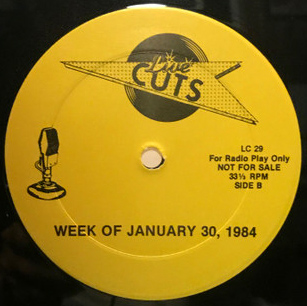 Live
CUTS
LC 29
For Radio Play Only
NOT FOR SALE
33⅓ RPM
SIDE B
WEEK OF JANUARY 30, 1984